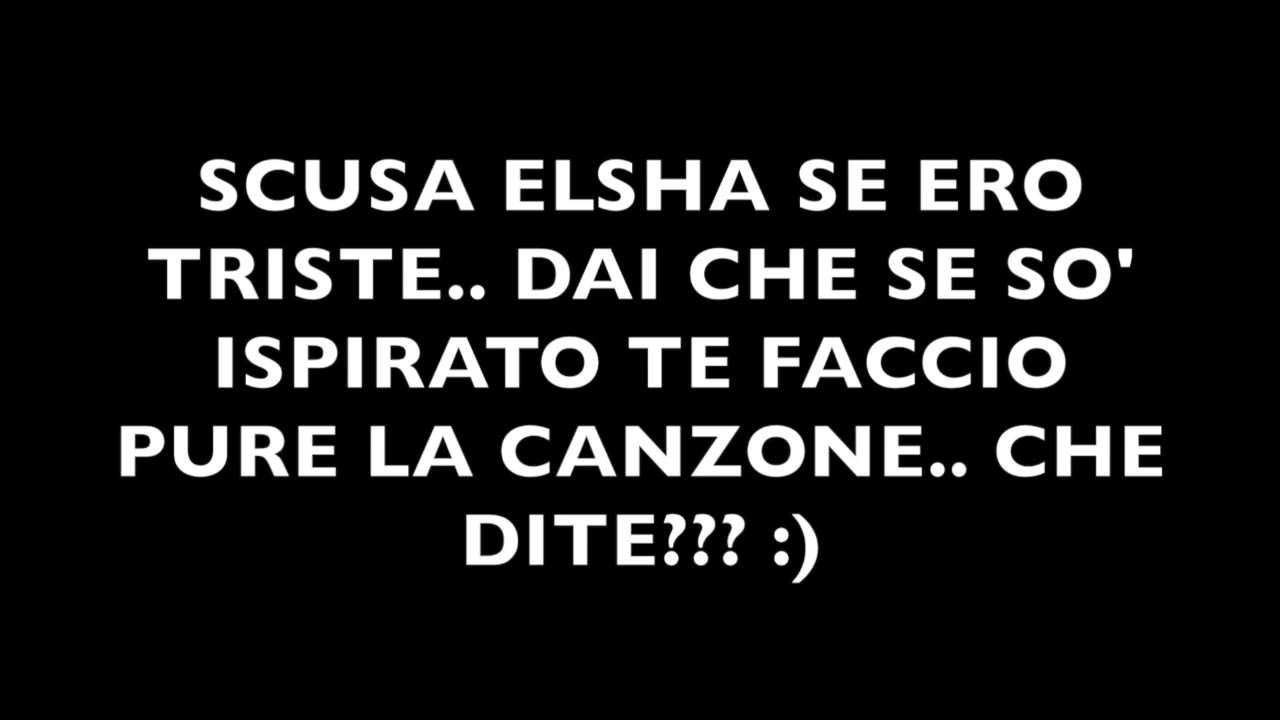 SCUSA ELSHA SE ERO
TRISTE.. DAI CHE SE SO'
ISPIRATO TE FACCIO
PURE LA CANZONE.. CHE
DITE??? :)